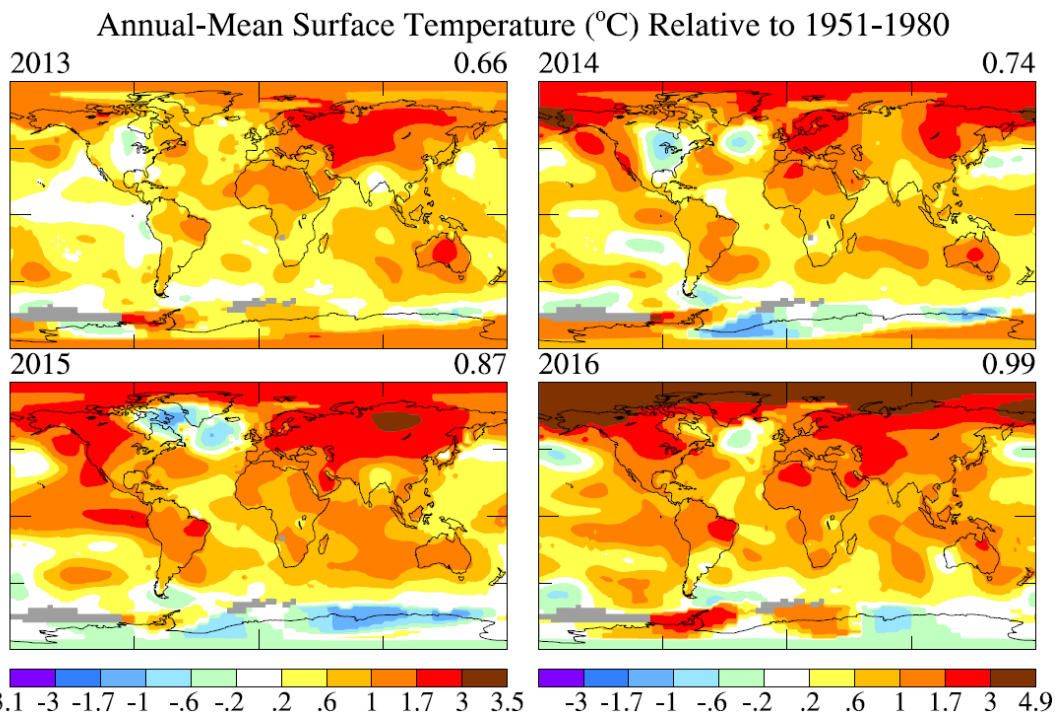 Annual-Mean Surface Temperature (°C) Relative to 1951-1980
2013 0.66 2014 0.74
2015 0.87 2016 0.99
3.1 -3 -1.7 -1 -.6 -.2 .2 .6 1 1.7 3 3.5 -3 -1.7 -1 -.6 -.2 .2 .6 1 1.7 3 4.9